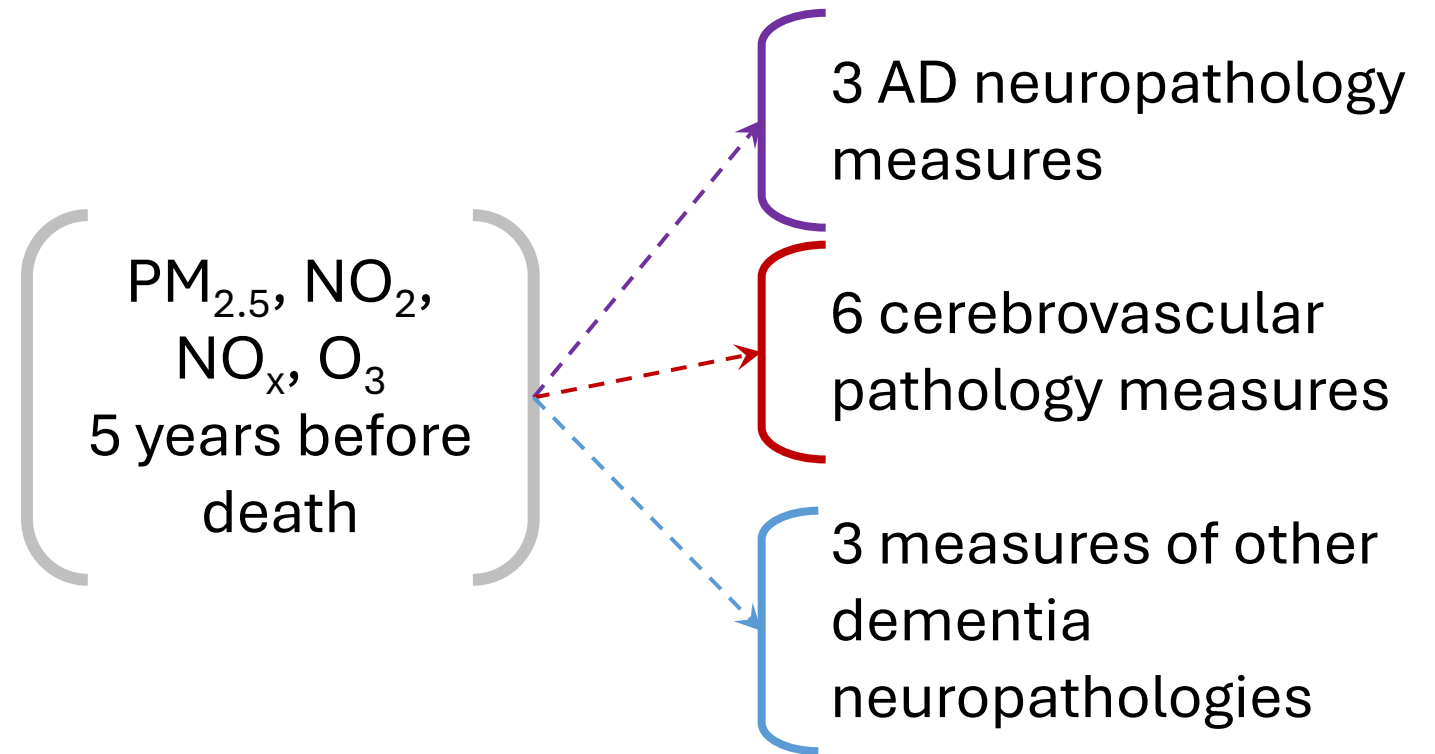 PM₂.₅, NO₂,
NOₓ, O₃
5 years before
death
3 AD neuropathology
measures
6 cerebrovascular
pathology measures
3 measures of other
dementia
neuropathologies